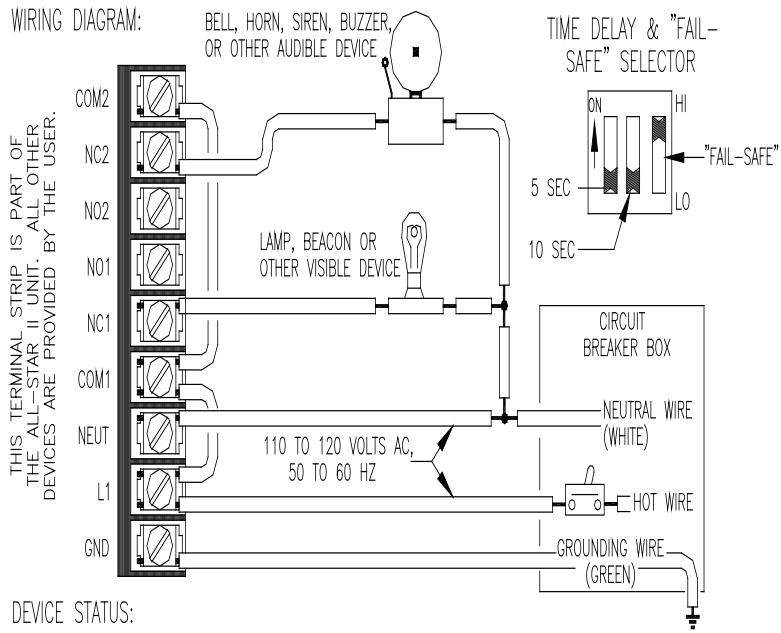 WIRING DIAGRAM:
BELL, HORN, SIREN, BUZZER,
OR OTHER AUDIBLE DEVICE
TIME DELAY & "FAIL-
SAFE" SELECTOR
ON
HI
"FAIL-SAFE"
5 SEC
LO
10 SEC
THIS TERMINAL STRIP IS PART OF
THE ALL-STAR II UNIT. ALL OTHER
DEVICES ARE PROVIDED BY THE USER.
COM2
NC2
NO2
NO1
NC1
COM1
NEUT
L1
GND
LAMP, BEACON OR
OTHER VISIBLE DEVICE
CIRCUIT
BREAKER BOX
NEUTRAL WIRE
(WHITE)
110 TO 120 VOLTS AC,
50 TO 60 HZ
HOT WIRE
GROUNDING WIRE
(GREEN)
DEVICE STATUS: